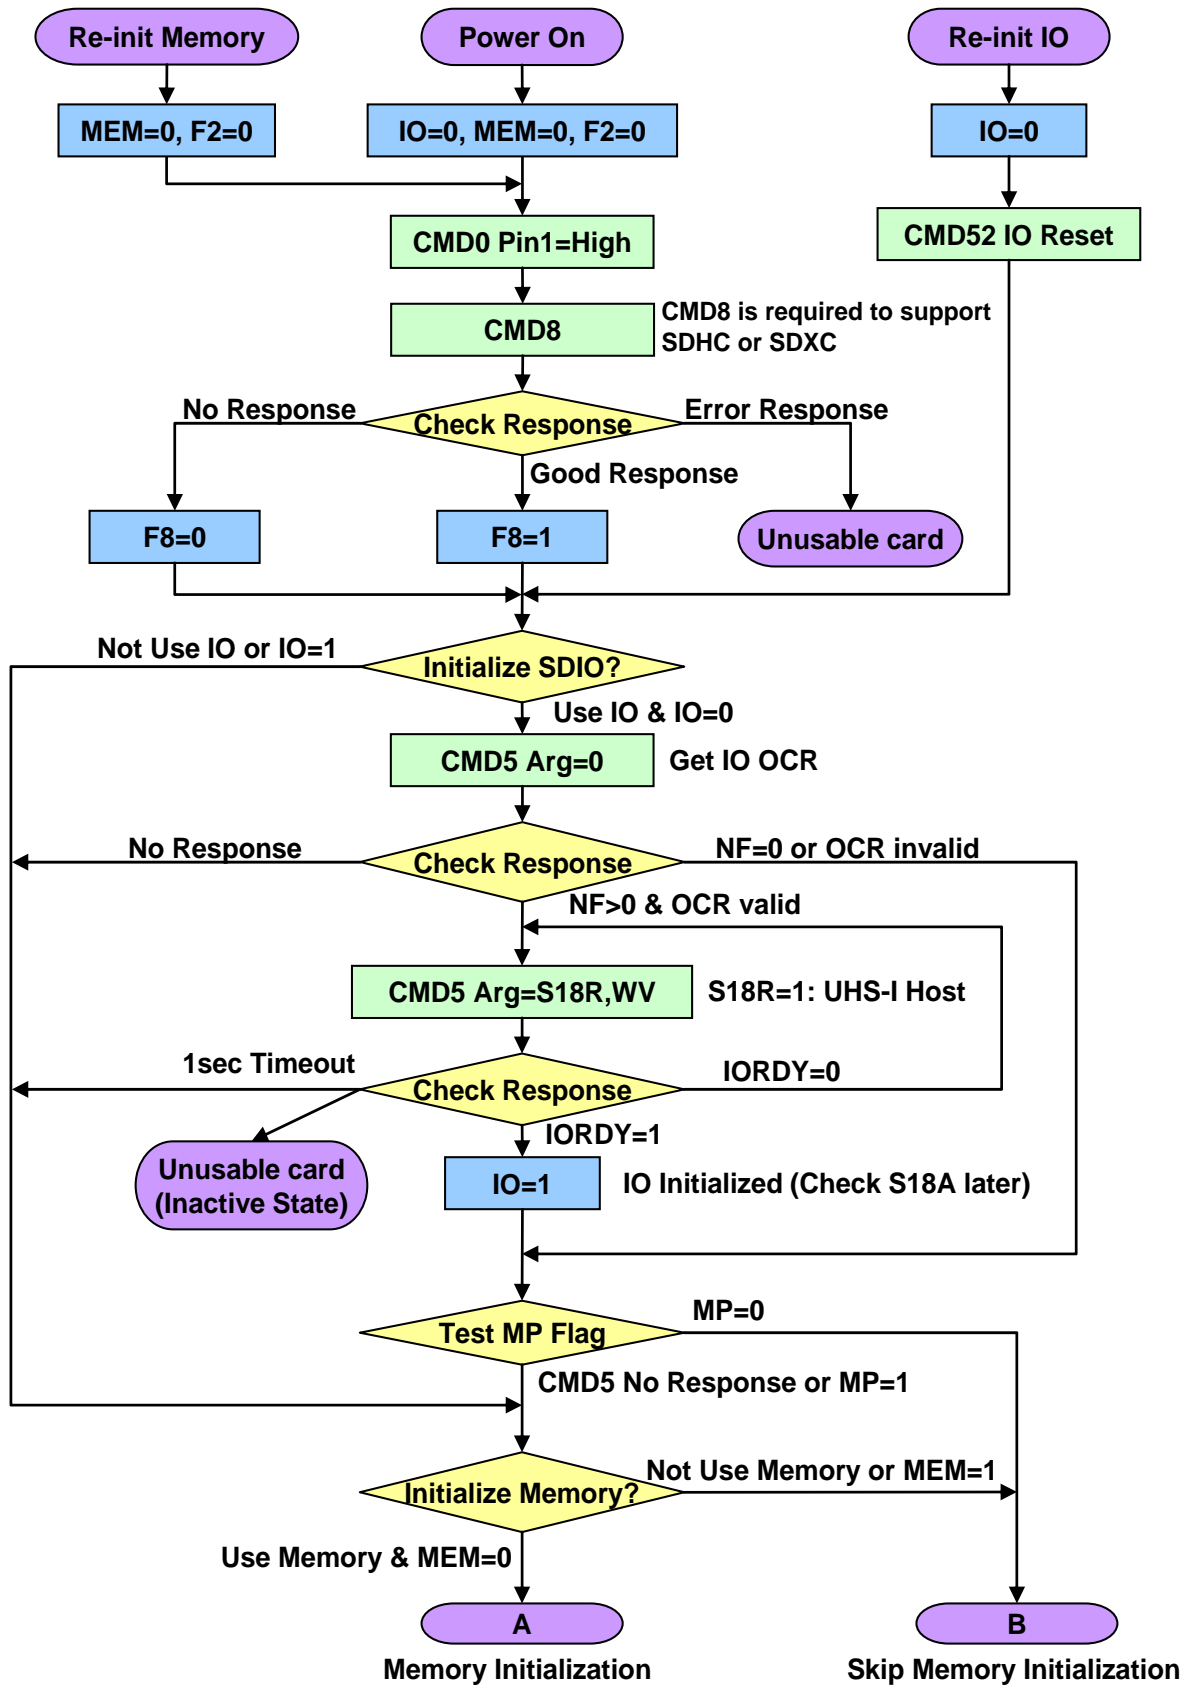 Re-init Memory
Power On
Re-init IO
MEM=0, F2=0
IO=0, MEM=0, F2=0
IO=0
CMD0 Pin1=High
CMD52 IO Reset
CMD8
CMD8 is required to support
SDHC or SDXC
No Response
Check Response
Error Response
Good Response
F8=0
F8=1
Unusable card
Not Use IO or IO=1
Initialize SDIO?
Use IO & IO=0
CMD5 Arg=0
Get IO OCR
No Response
Check Response
NF=0 or OCR invalid
NF>0 & OCR valid
CMD5 Arg=S18R,WV
S18R=1: UHS-I Host
1sec Timeout
Check Response
IORDY=0
IORDY=1
Unusable card
(Inactive State)
IO=1
IO Initialized (Check S18A later)
Test MP Flag
MP=0
CMD5 No Response or MP=1
Initialize Memory?
Not Use Memory or MEM=1
Use Memory & MEM=0
A
B
Memory Initialization
Skip Memory Initialization